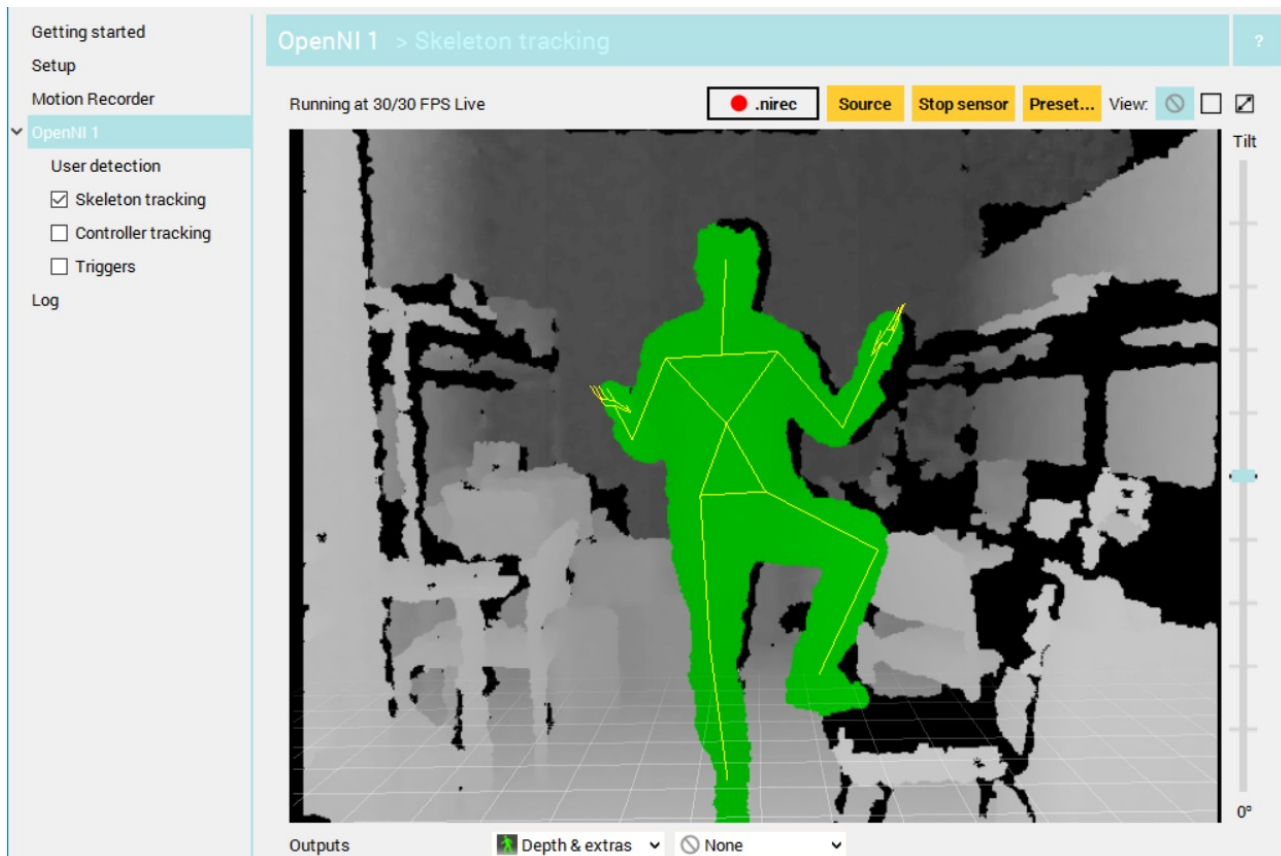 Getting started
Setup
Motion Recorder
OpenNI 1
User detection
Skeleton tracking
Controller tracking
Triggers
Log
OpenNI 1 > Skeleton tracking
?
Running at 30/30 FPS Live
.nirec
Source
Stop sensor
Preset...
View:
Tilt
0º
Outputs
Depth & extras
None